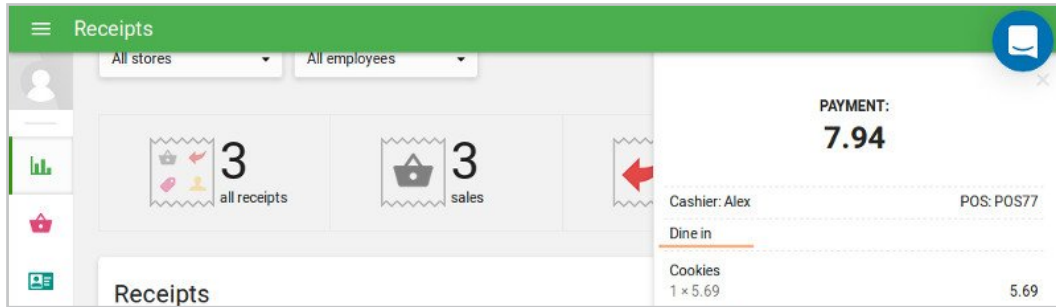 Receipts
All stores All employees
3
all receipts
3
sales
Receipts
PAYMENT:
7.94
Cashier: Alex POS: POS77
Dine in
Cookies
1 × 5.69 5.69